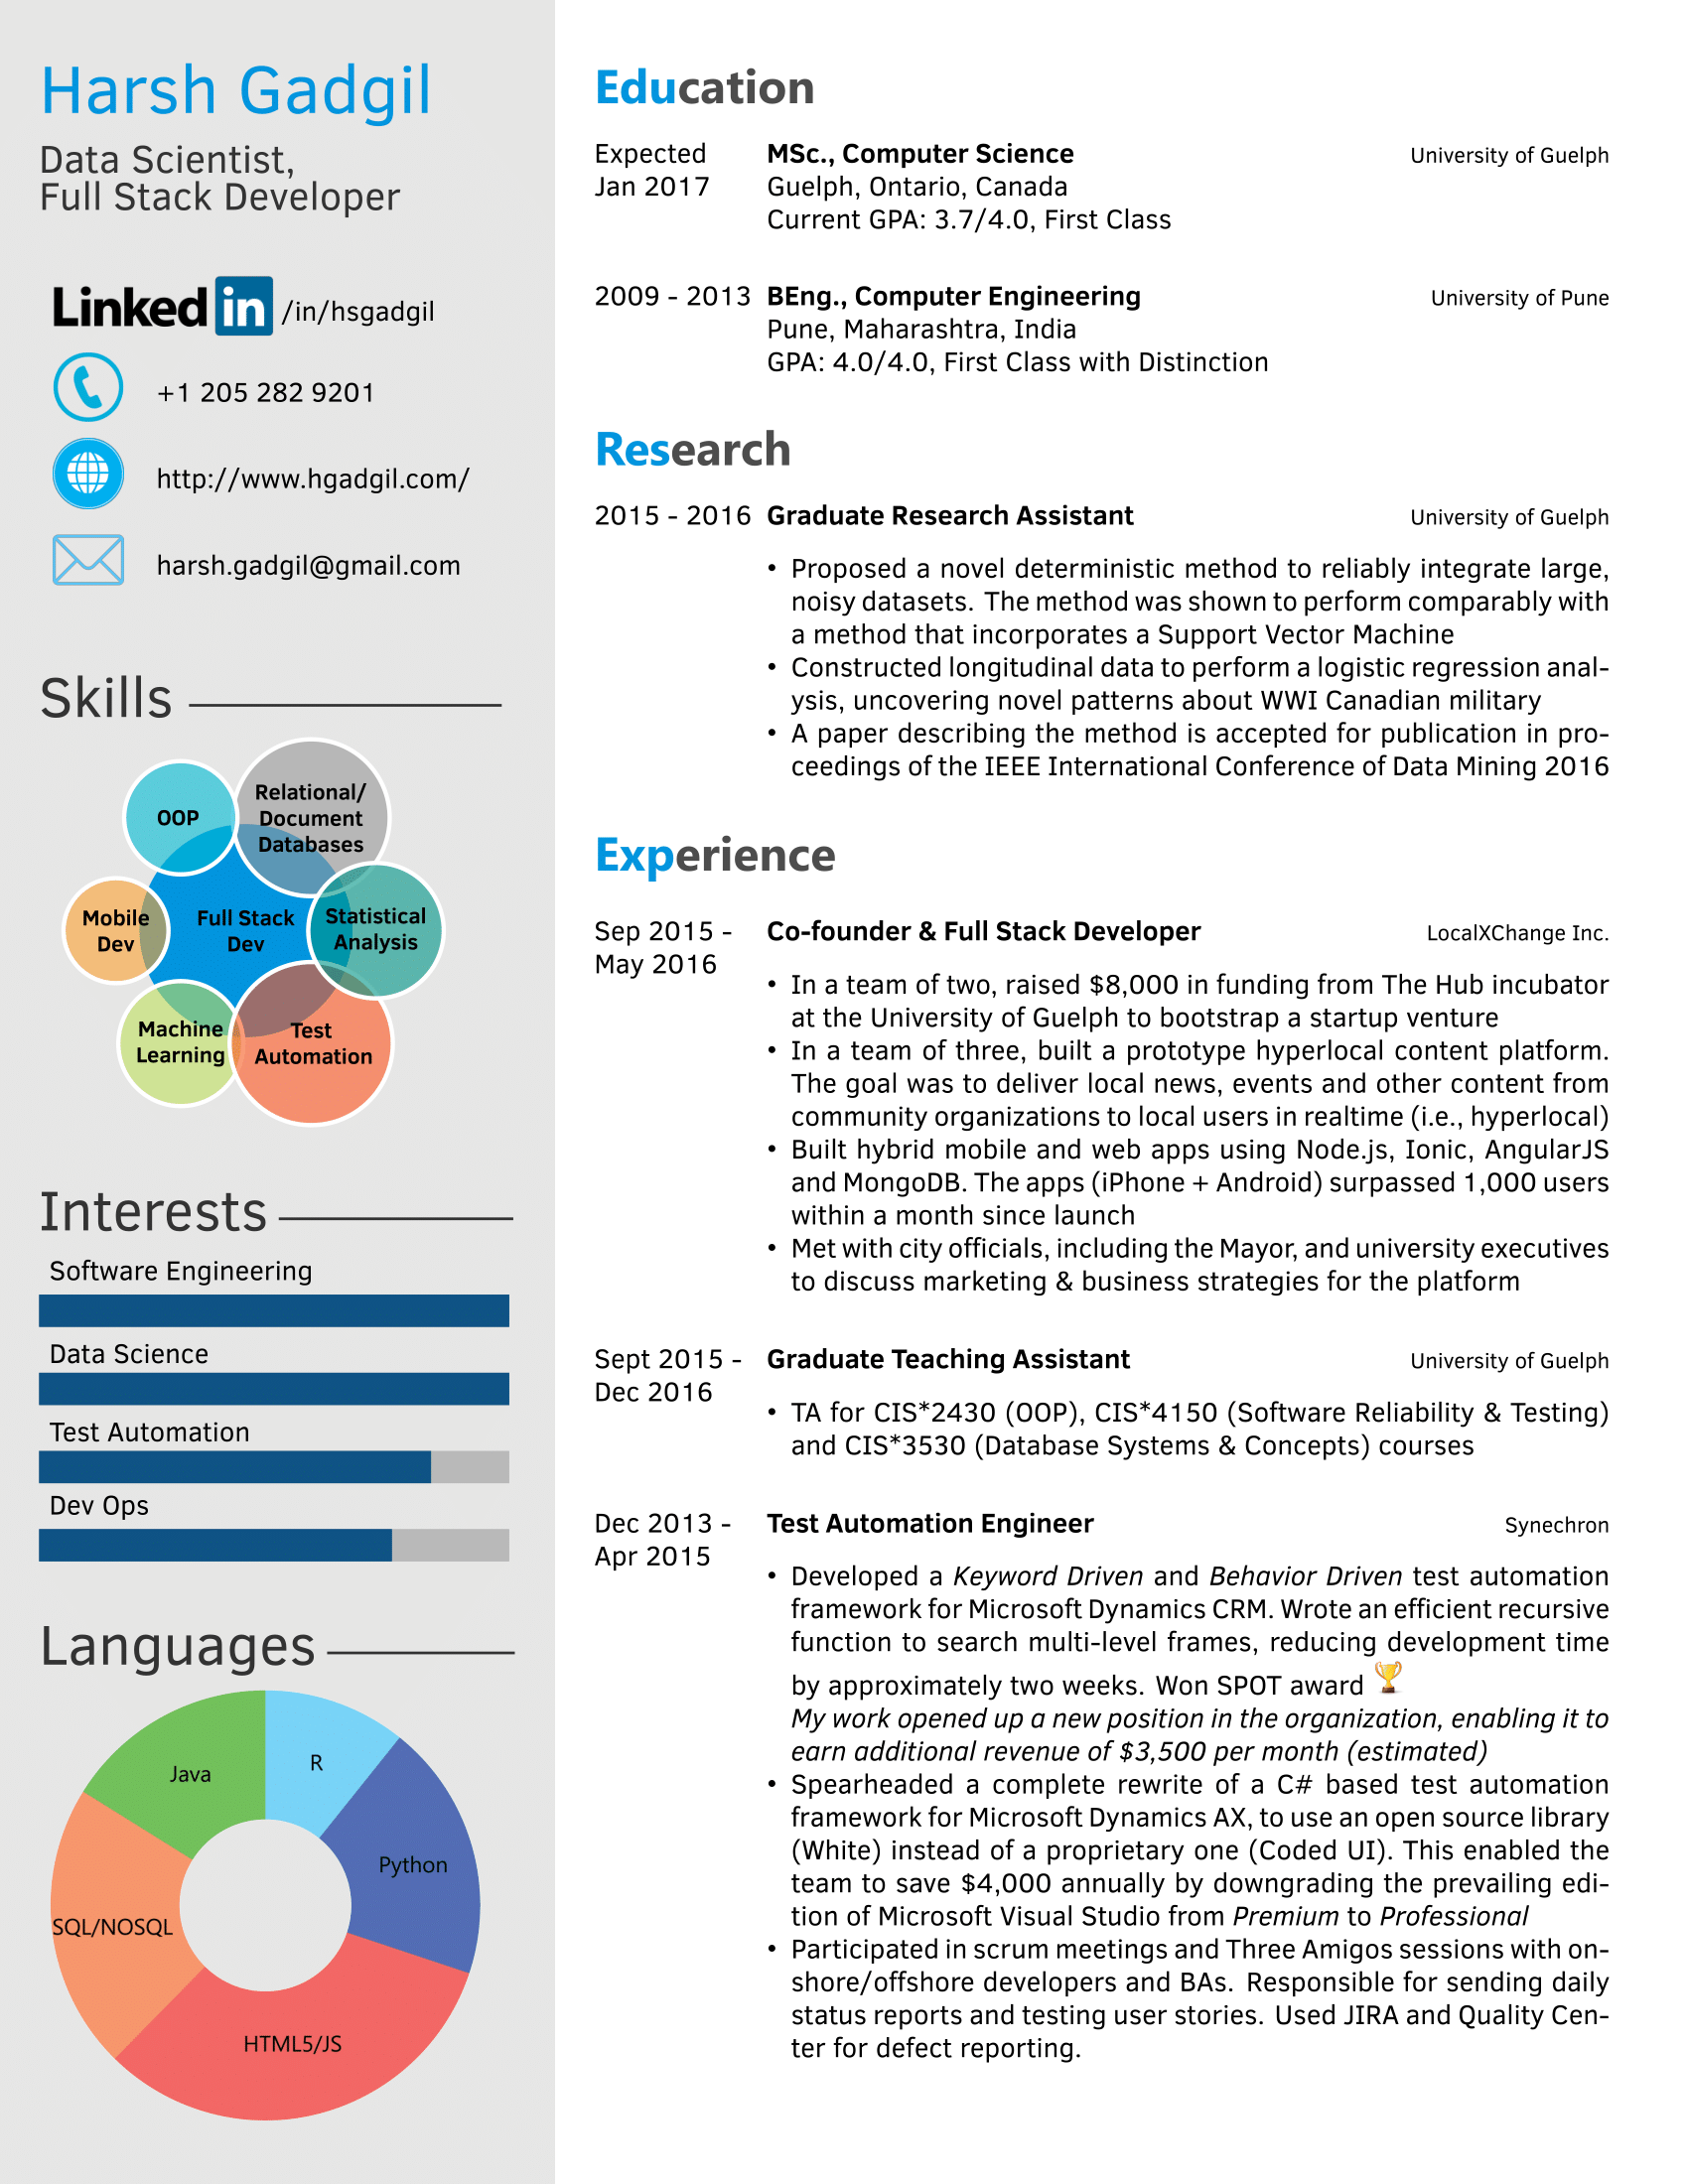 Harsh Gadgil
Data Scientist,
Full Stack Developer
Linked in /in/hsgadgil
+1 205 282 9201
http://www.hgadgil.com/
harsh.gadgil@gmail.com
Skills
OOP
Relational/
Document
Databases
Mobile
Dev
Full Stack
Dev
Statistical
Analysis
Machine
Learning
Test
Automation
Interests
Software Engineering
Data Science
Test Automation
Dev Ops
Languages
Java
R
Python
SQL/NOSQL
HTML5/JS
Education
Expected MSc., Computer Science University of Guelph
Jan 2017 Guelph, Ontario, Canada
Current GPA: 3.7/4.0, First Class
2009 - 2013 BEng., Computer Engineering University of Pune
Pune, Maharashtra, India
GPA: 4.0/4.0, First Class with Distinction
Research
2015 - 2016 Graduate Research Assistant University of Guelph
• Proposed a novel deterministic method to reliably integrate large,
noisy datasets. The method was shown to perform comparably with
a method that incorporates a Support Vector Machine
• Constructed longitudinal data to perform a logistic regression anal-
ysis, uncovering novel patterns about WWI Canadian military
• A paper describing the method is accepted for publication in pro-
ceedings of the IEEE International Conference of Data Mining 2016
Experience
Sep 2015 - Co-founder & Full Stack Developer LocalXChange Inc.
May 2016
• In a team of two, raised $8,000 in funding from The Hub incubator
at the University of Guelph to bootstrap a startup venture
• In a team of three, built a prototype hyperlocal content platform.
The goal was to deliver local news, events and other content from
community organizations to local users in realtime (i.e., hyperlocal)
• Built hybrid mobile and web apps using Node.js, Ionic, AngularJS
and MongoDB. The apps (iPhone + Android) surpassed 1,000 users
within a month since launch
• Met with city officials, including the Mayor, and university executives
to discuss marketing & business strategies for the platform
Sept 2015 - Graduate Teaching Assistant University of Guelph
Dec 2016
• TA for CIS*2430 (OOP), CIS*4150 (Software Reliability & Testing)
and CIS*3530 (Database Systems & Concepts) courses
Dec 2013 - Test Automation Engineer Synechron
Apr 2015
• Developed a Keyword Driven and Behavior Driven test automation
framework for Microsoft Dynamics CRM. Wrote an efficient recursive
function to search multi-level frames, reducing development time
by approximately two weeks. Won SPOT award
My work opened up a new position in the organization, enabling it to
earn additional revenue of $3,500 per month (estimated)
• Spearheaded a complete rewrite of a C# based test automation
framework for Microsoft Dynamics AX, to use an open source library
(White) instead of a proprietary one (Coded UI). This enabled the
team to save $4,000 annually by downgrading the prevailing edi-
tion of Microsoft Visual Studio from Premium to Professional
• Participated in scrum meetings and Three Amigos sessions with on-
shore/offshore developers and BAs. Responsible for sending daily
status reports and testing user stories. Used JIRA and Quality Cen-
ter for defect reporting.